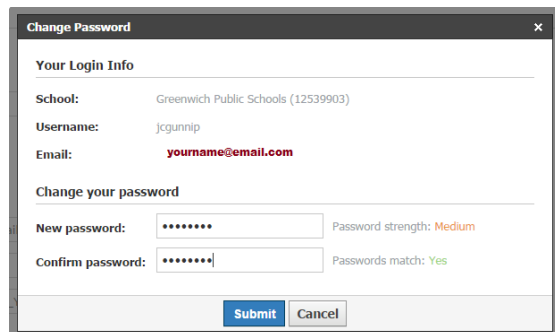 Change Password ×
Your Login Info
School: Greenwich Public Schools (12539903)
Username: jcgunnip
Email: yourname@email.com
Change your password
New password: •••••••• Password strength: Medium
Confirm password: •••••••• Passwords match: Yes
Submit Cancel